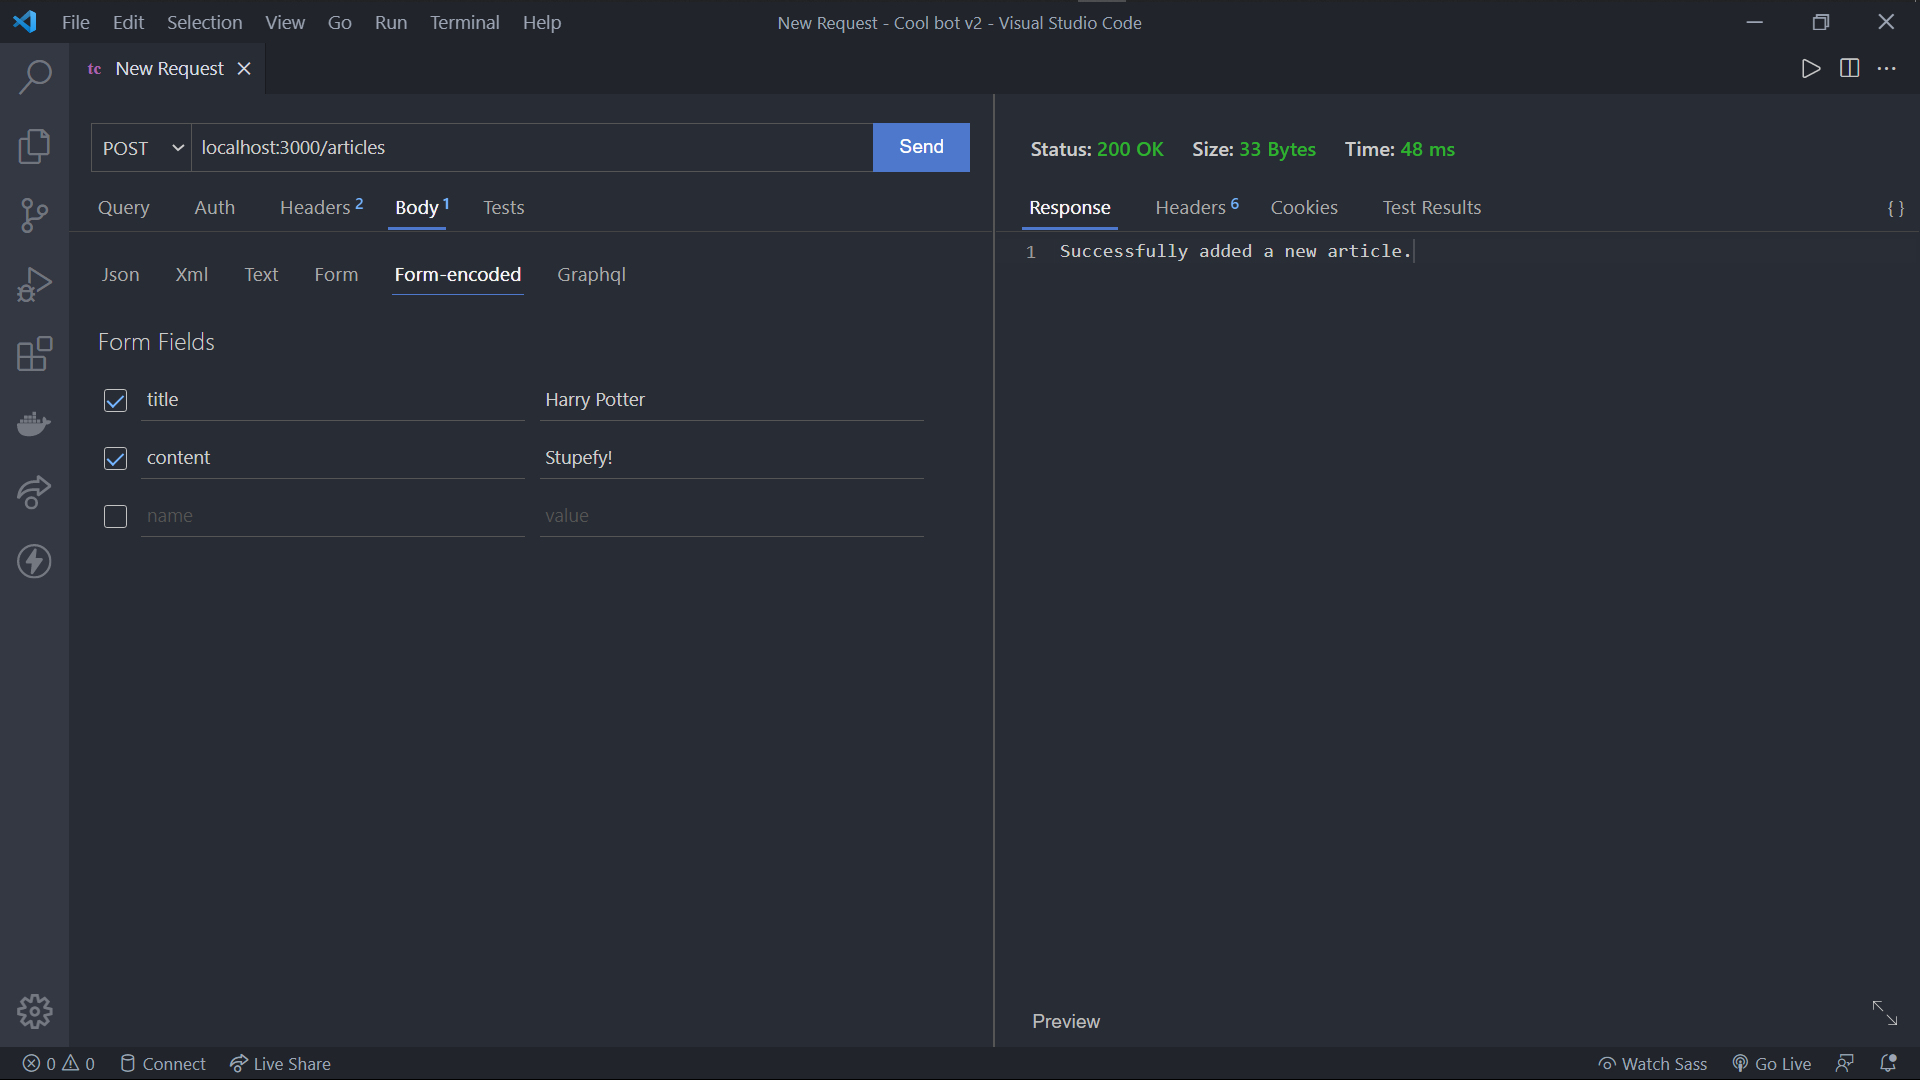 File Edit Selection View Go Run Terminal Help
New Request - Cool bot v2 - Visual Studio Code
tc New Request
POST localhost:3000/articles Send
Query Auth Headers 2 Body 1 Tests
Json Xml Text Form Form-encoded Graphql
Form Fields
title Harry Potter
content Stupefy!
name value
Status: 200 OK Size: 33 Bytes Time: 48 ms
Response Headers 6 Cookies Test Results { }
1 Successfully added a new article.
Preview
0 0 Connect Live Share
Watch Sass Go Live